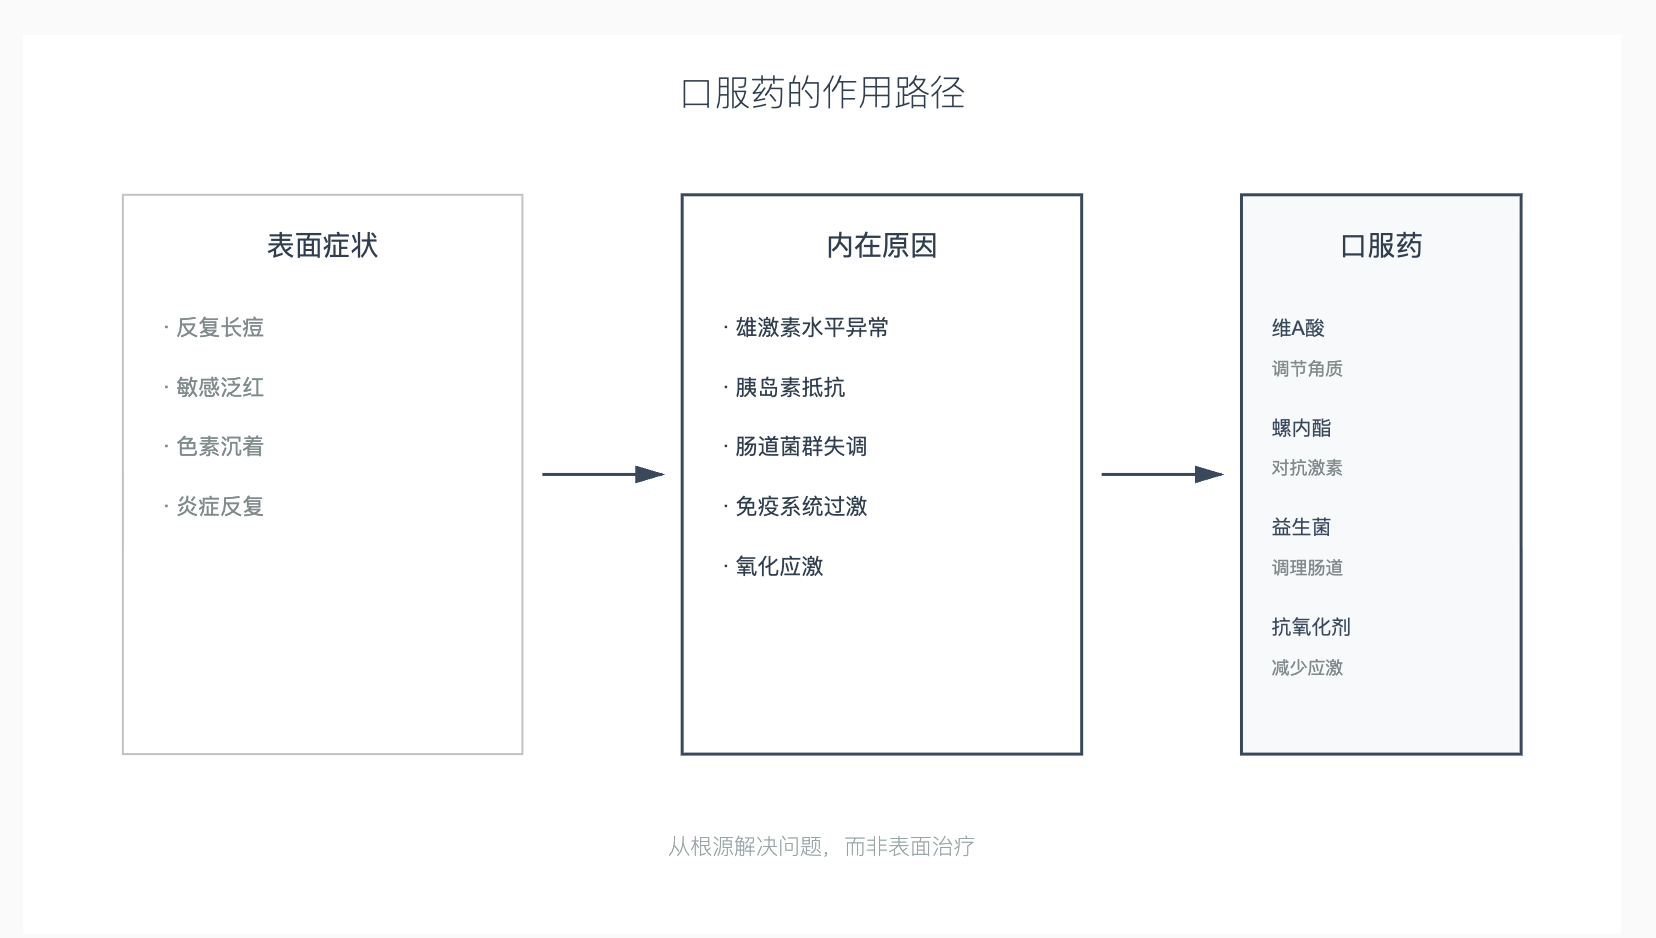 口服药的作用路径
表面症状
· 反复长痘
· 敏感泛红
· 色素沉着
· 炎症反复
内在原因
· 雄激素水平异常
· 胰岛素抵抗
· 肠道菌群失调
· 免疫系统过激
· 氧化应激
口服药
维A酸
调节角质
螺内酯
对抗激素
益生菌
调理肠道
抗氧化剂
减少应激
从根源解决问题，而非表面治疗